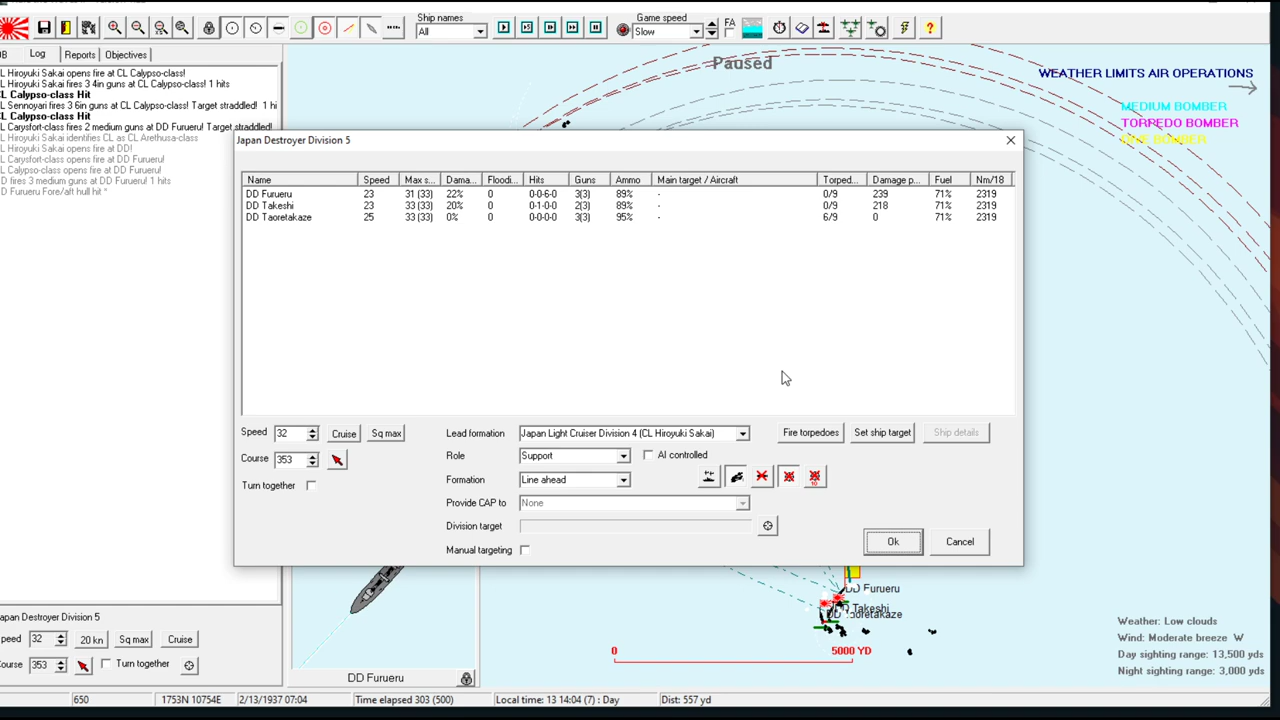 Ship names
Game speed
All
Slow
FA
Log
Reports
Objectives
Paused
L Hiroyuki Sakai opens fire at CL Calypso-class!
L Hiroyuki Sakai fires 3 4in guns at CL Calypso-class! 1 hits
L Calypso-class Hit
L Sennoyari fires 3 6in guns at CL Calypso-class! Target straddled! 1 hi
L Calypso-class Hit
L Carysfort-class fires 2 medium guns at DD Furueru! Target straddled!
L Hiroyuki Sakai identifies CL as CL Arethusa-class
L Carysfort-class opens fire at DD!
L Carysfort-class opens fire at DD Furueru!
D fires 3 medium guns at DD Furueru! 1 hits
D Furueru Fore/aft hull hit *
WEATHER LIMITS AIR OPERATIONS
MEDIUM BOMBER
TORPEDO BOMBER
DIVE BOMBER
Japan Destroyer Division 5
Name Speed Max s... Dama... Floodi... Hits Guns Ammo Main target / Aircraft Torped... Damage p... Fuel Nm/18
DD Furueru 23 31 (33) 22% 0 0-0-6-0 3(3) 89% - 0/9 239 71% 2319
DD Takeshi 23 33 (33) 20% 0 0-1-0-0 2(3) 89% - 0/9 218 71% 2319
DD Taoretakaze 25 33 (33) 0% 0 0-0-0-0 3(3) 95% - 6/9 0 71% 2319
Speed 32 Cruise Sq max
Course 353
Turn together
Lead formation Japan Light Cruiser Division 4 (CL Hiroyuki Sakai)
Role Support AI controlled
Formation Line ahead
Provide CAP to None
Division target
Manual targeting
Fire torpedoes Set ship target Ship details
10
Ok Cancel
DD Furueru
DD Takeshi
DD Taoretakaze
0 5000 YD
Weather: Low clouds
Wind: Moderate breeze W
Day sighting range: 13,500 yds
Night sighting range: 3,000 yds
apan Destroyer Division 5
peed 32 20 kn Sq max Cruise
ourse 353 Turn together
DD Furueru
650 1753N 10754E 2/13/1937 07:04 Time elapsed 303 (500) Local time: 13 14:04 (7) : Day Dist: 557 yd